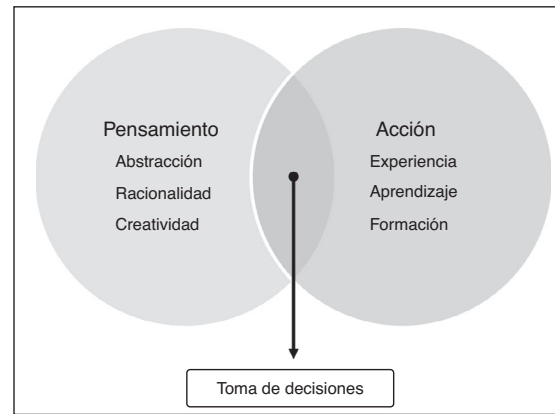 Pensamiento
Abstracción
Racionalidad
Creatividad
Acción
Experiencia
Aprendizaje
Formación
Toma de decisiones